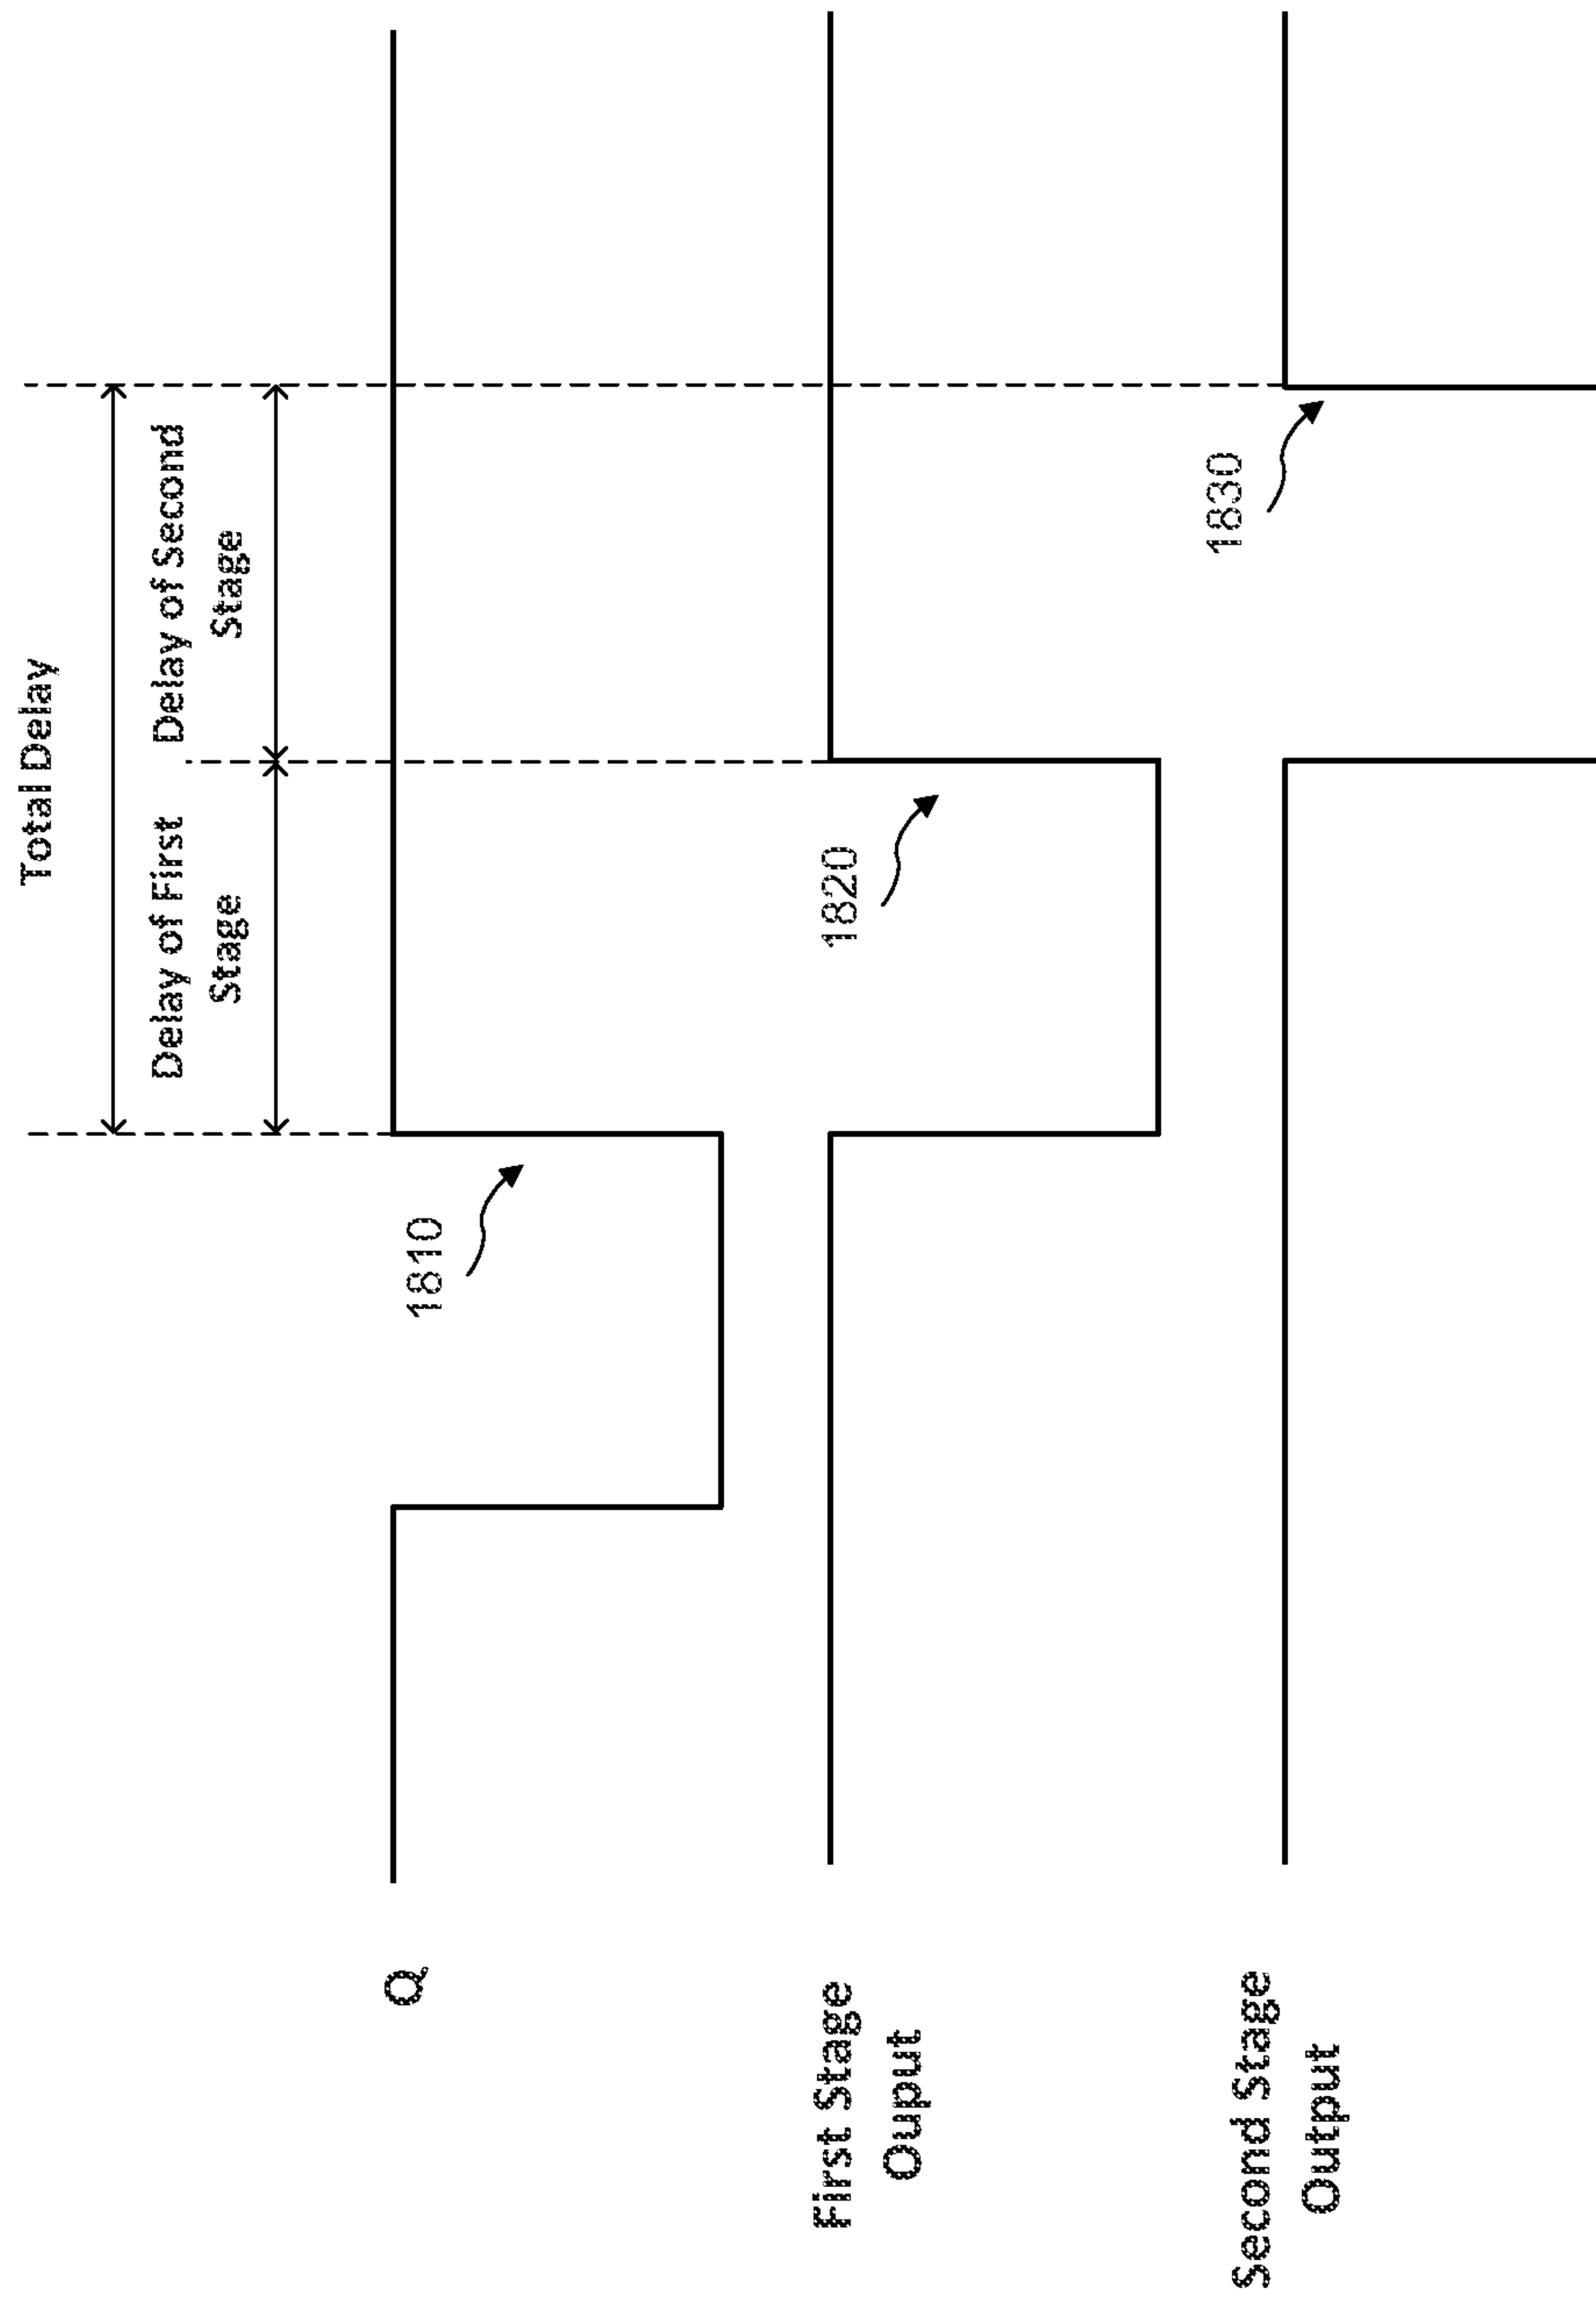 Total Delay
Delay of First
Stage
Delay of Second
Stage
Q
1810
First Stage
Ouput
1820
Second Stage
Output
1830